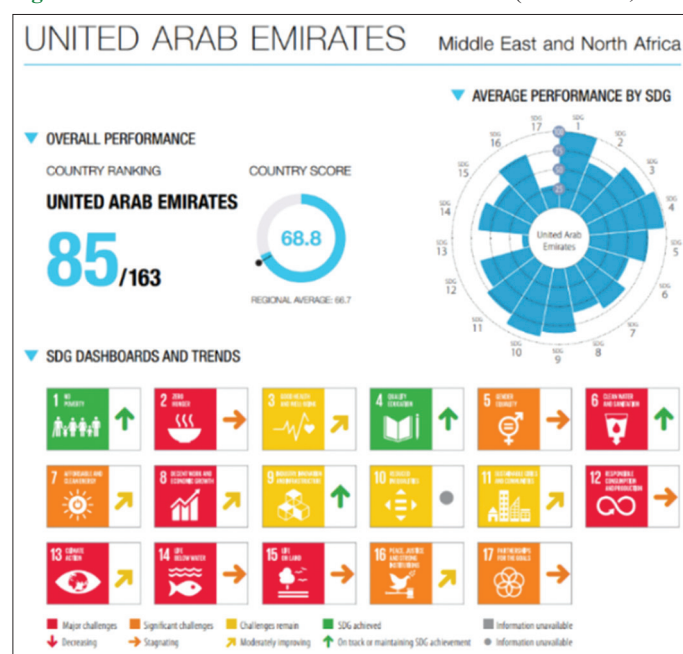 UNITED ARAB EMIRATES Middle East and North Africa
AVERAGE PERFORMANCE BY SDG
OVERALL PERFORMANCE
COUNTRY RANKING COUNTRY SCORE
UNITED ARAB EMIRATES
85/163
68.8
REGIONAL AVERAGE: 66.7
SDG 1
SDG 2
SDG 3
SDG 4
SDG 5
SDG 6
SDG 7
SDG 8
SDG 9
SDG 10
SDG 11
SDG 12
SDG 13
SDG 14
SDG 15
SDG 16
SDG 17
100
75
50
25
United Arab
Emirates
SDG DASHBOARDS AND TRENDS
1 NO POVERTY
2 ZERO HUNGER
3 GOOD HEALTH AND WELL-BEING
4 QUALITY EDUCATION
5 GENDER EQUALITY
6 CLEAN WATER AND SANITATION
7 AFFORDABLE AND CLEAN ENERGY
8 DECENT WORK AND ECONOMIC GROWTH
9 INDUSTRY INNOVATION AND INFRASTRUCTURE
10 REDUCED INEQUALITIES
11 SUSTAINABLE CITIES AND COMMUNITIES
12 RESPONSIBLE CONSUMPTION AND PRODUCTION
13 CLIMATE ACTION
14 LIFE BELOW WATER
15 LIFE ON LAND
16 PEACE, JUSTICE AND STRONG INSTITUTIONS
17 PARTNERSHIPS FOR THE GOALS
Major challenges Significant challenges Challenges remain SDG achieved Information unavailable
Decreasing Stagnating Moderately improving On track or maintaining SDG achievement Information unavailable